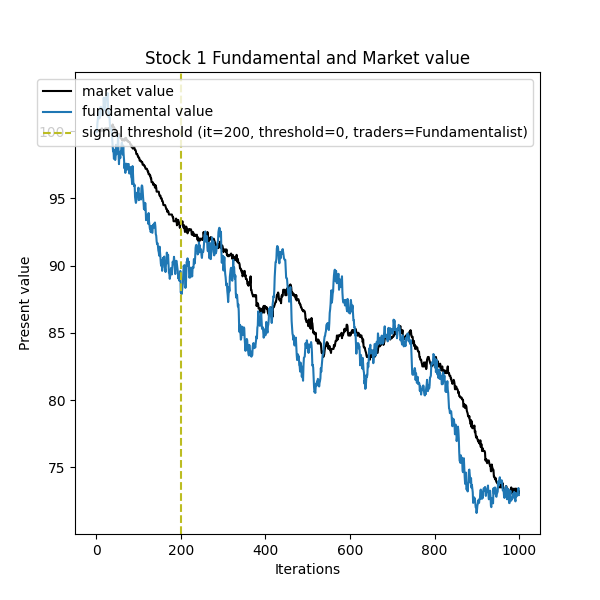 Stock 1 Fundamental and Market value
market value
fundamental value
signal threshold (it=200, threshold=0, traders=Fundamentalist)
100
95
90
85
80
75
Present value
0 200 400 600 800 1000
Iterations